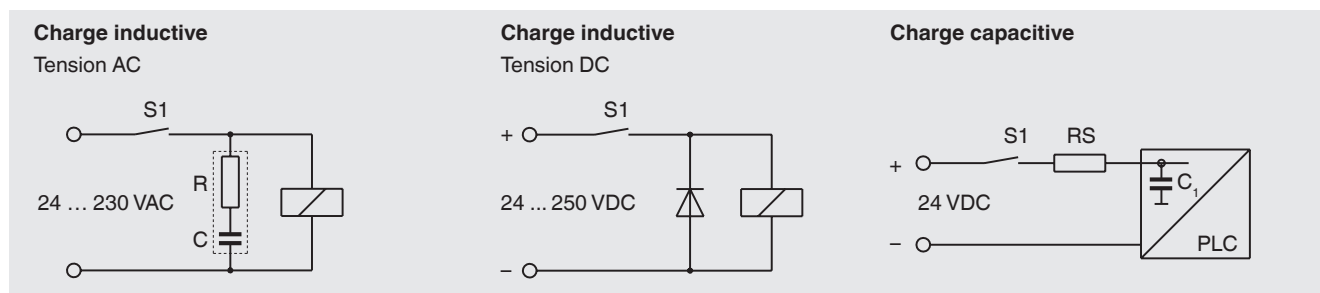 Charge inductive
Tension AC
S1
R
24 … 230 VAC
C
Charge inductive
Tension DC
S1
+
24 ... 250 VDC
–
Charge capacitive
S1 RS
+
C1
24 VDC
–
PLC